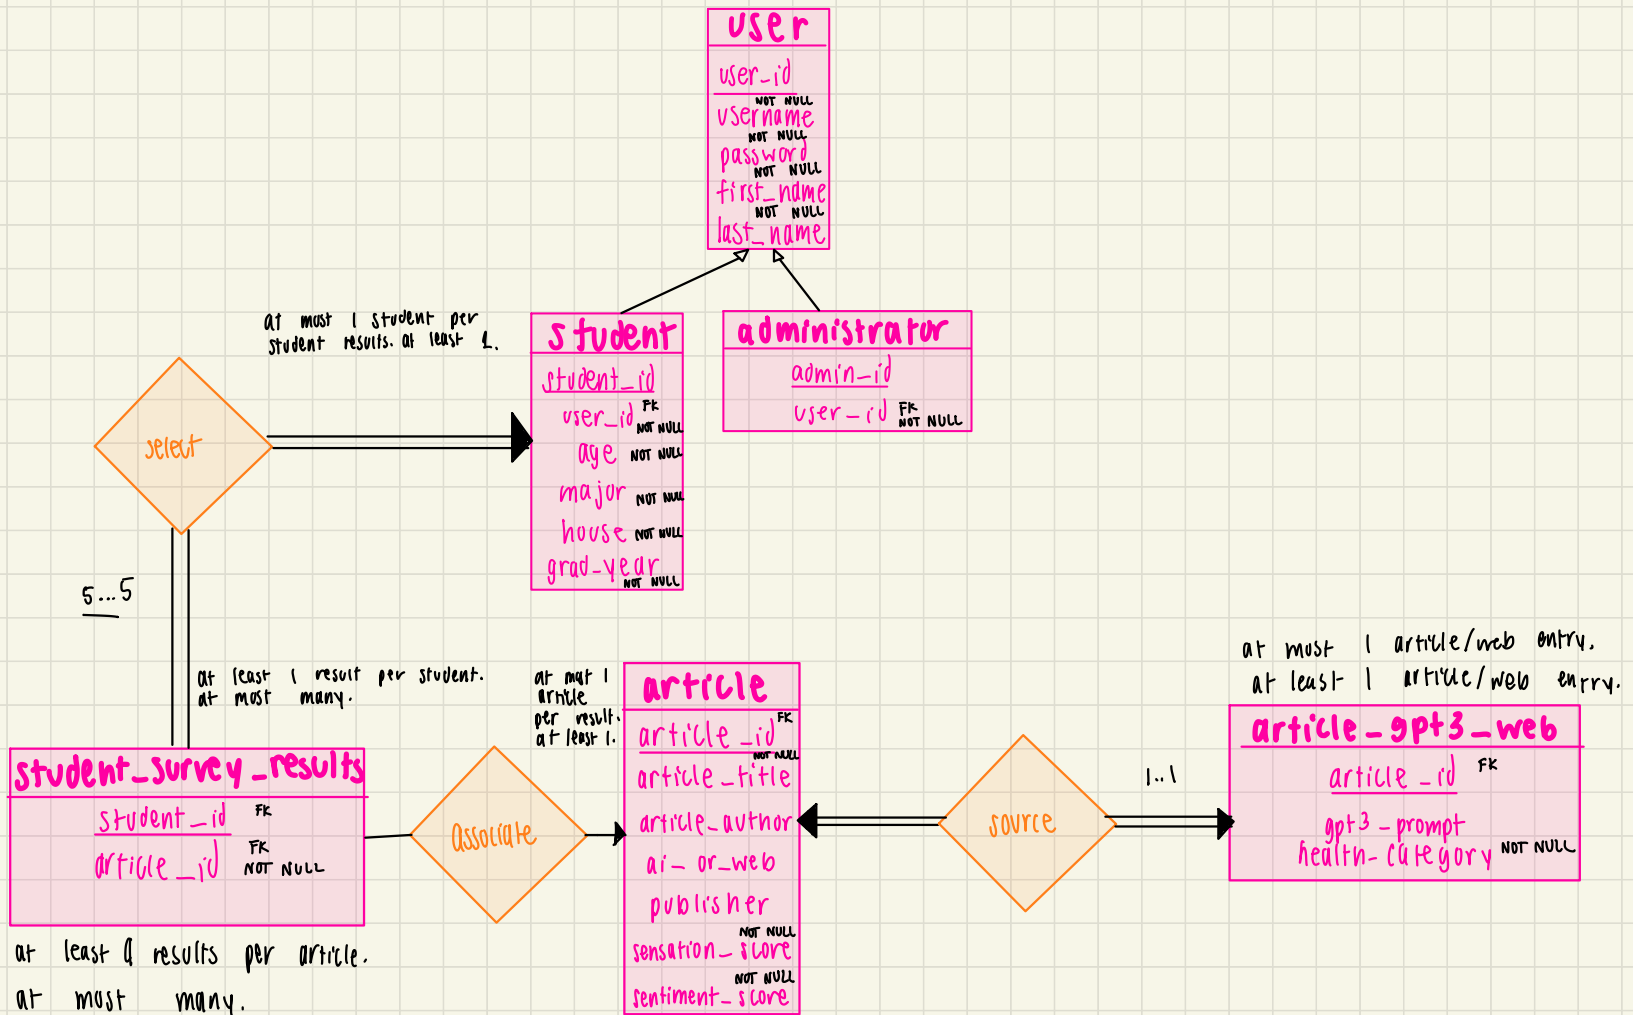 user
user_id
NOT NULL
username
NOT NULL
password
NOT NULL
first_name
NOT NULL
last_name
at most 1 student per
student results. at least 1.
select
student
student_id
user_id FK
NOT NULL
age NOT NULL
major NOT NULL
house NOT NULL
grad_year
NOT NULL
administrator
admin_id
user_id FK
NOT NULL
5...5
at least 1 result per student.
at most many.
student_survey_results
student_id FK
article_id FK
NOT NULL
at least 0 results per article.
at most many.
associate
at most 1
article
per result.
at least 1.
article
article_id FK
NOT NULL
article_title
article_author
ai_or_web
publisher
NOT NULL
sensation_score
NOT NULL
sentiment_score
source
1..1
at most 1 article/web entry.
at least 1 article/web entry.
article_gpt3_web
article_id FK
gpt3_prompt
health_category NOT NULL